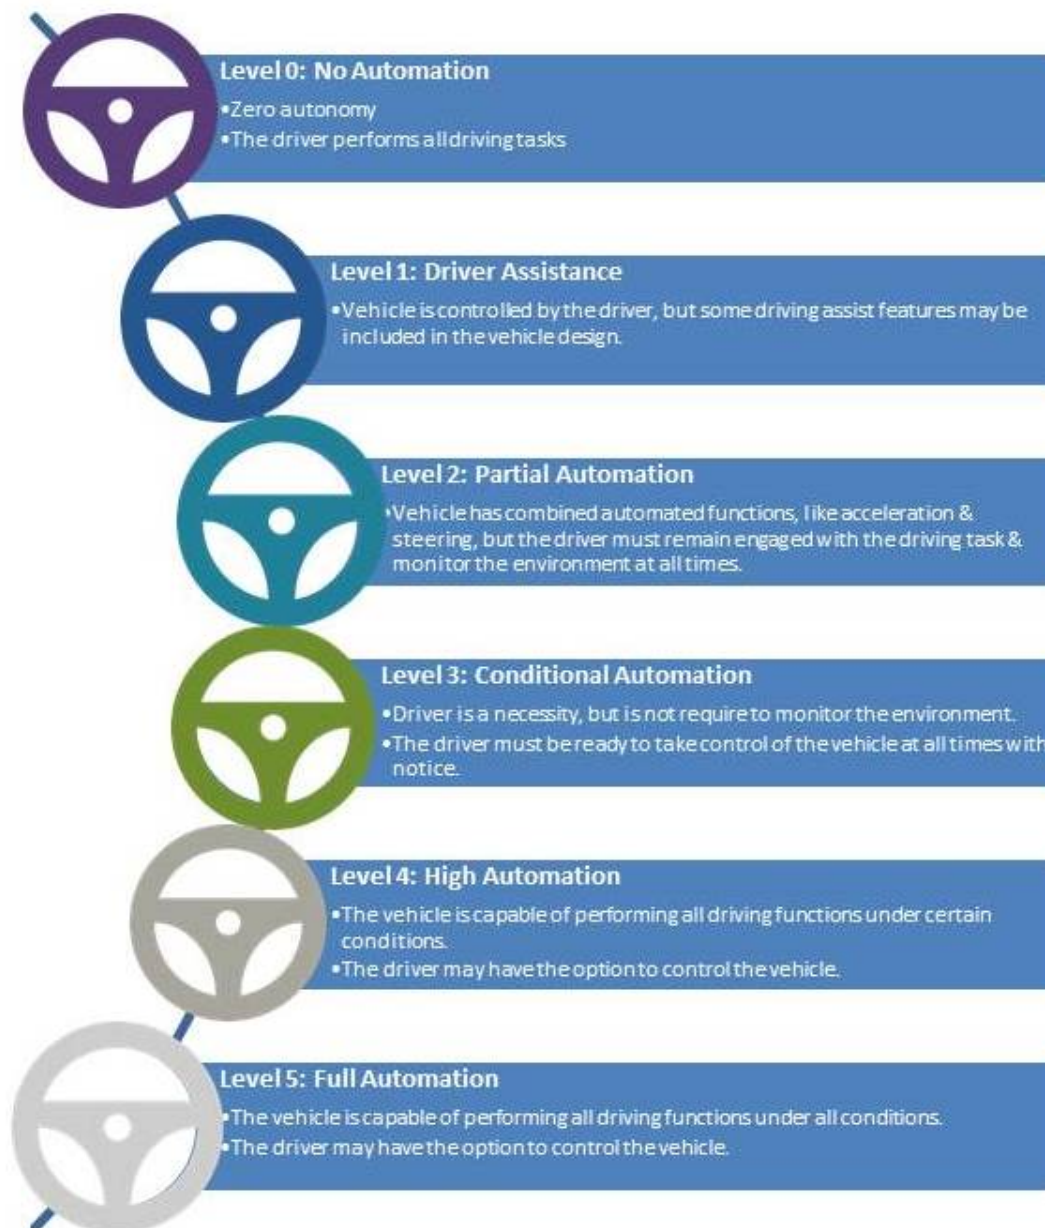 Level 0: No Automation
•Zero autonomy
•The driver performs all driving tasks
Level 1: Driver Assistance
•Vehicle is controlled by the driver, but some driving assist features may be
included in the vehicle design.
Level 2: Partial Automation
•Vehicle has combined automated functions, like acceleration &
steering, but the driver must remain engaged with the driving task &
monitor the environment at all times.
Level 3: Conditional Automation
•Driver is a necessity, but is not require to monitor the environment.
•The driver must be ready to take control of the vehicle at all times with
notice.
Level 4: High Automation
•The vehicle is capable of performing all driving functions under certain
conditions.
•The driver may have the option to control the vehicle.
Level 5: Full Automation
•The vehicle is capable of performing all driving functions under all conditions.
•The driver may have the option to control the vehicle.